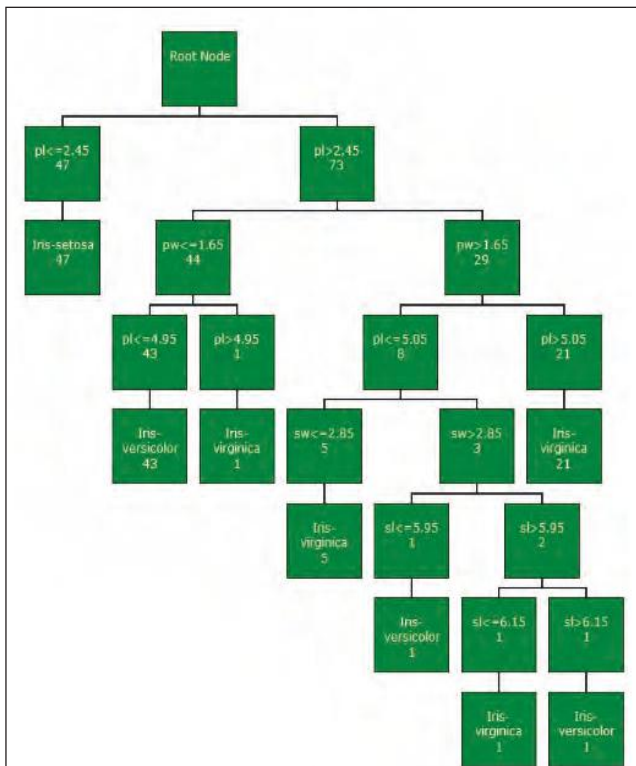 Root Node
pl<=2.45
47
pl>2.45
73
Iris-setosa
47
pw<=1.65
44
pw>1.65
29
pl<=4.95
43
pl>4.95
1
pl<=5.05
8
pl>5.05
21
Iris-
versicolor
43
Iris-
virginica
1
sw<=2.85
5
sw>2.85
3
Iris-
virginica
21
Iris-
virginica
5
sl<=5.95
1
sl>5.95
2
Iris-
versicolor
1
sl<=6.15
1
sl>6.15
1
Iris-
virginica
1
Iris-
versicolor
1